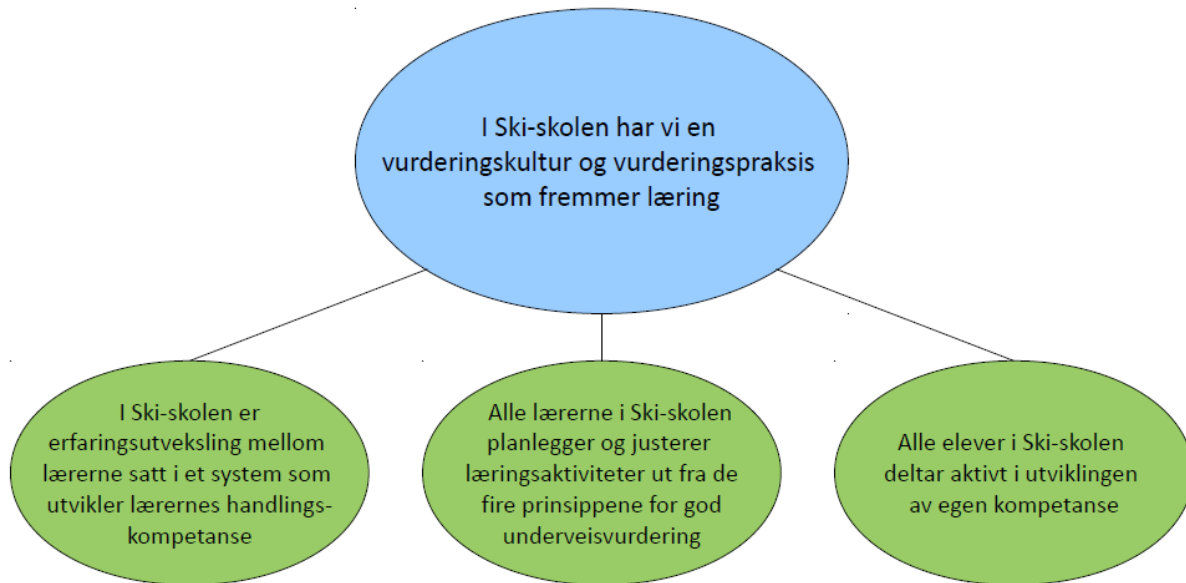 I Ski-skolen har vi en
vurderingskultur og vurderingspraksis
som fremmer læring
I Ski-skolen er
erfaringsutveksling mellom
lærerne satt i et system som
utvikler lærernes handlings-
kompetanse
Alle lærerne i Ski-skolen
planlegger og justerer
læringsaktiviteter ut fra de
fire prinsippene for god
underveisvurdering
Alle elever i Ski-skolen
deltar aktivt i utviklingen
av egen kompetanse